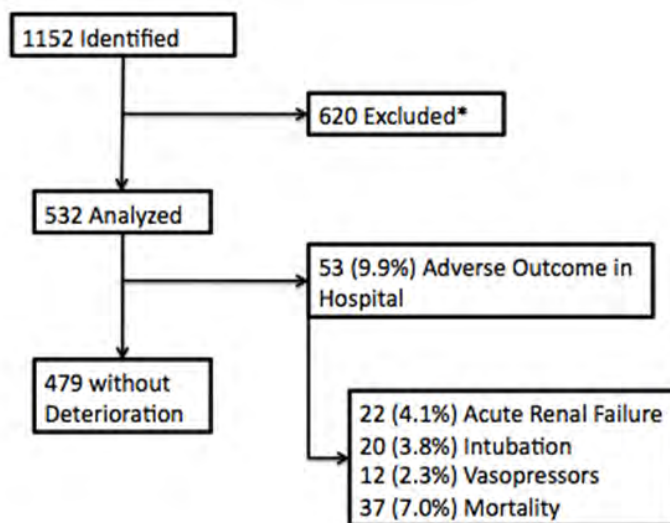 1152 Identified
620 Excluded*
532 Analyzed
53 (9.9%) Adverse Outcome in
Hospital
479 without
Deterioration
22 (4.1%) Acute Renal Failure
20 (3.8%) Intubation
12 (2.3%) Vasopressors
37 (7.0%) Mortality